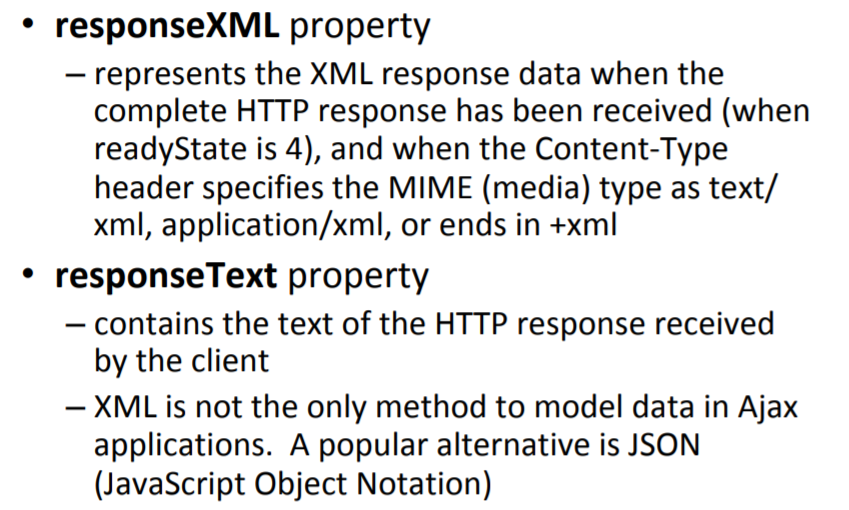 • responseXML property
– represents the XML response data when the
complete HTTP response has been received (when
readyState is 4), and when the Content-Type
header specifies the MIME (media) type as text/
xml, application/xml, or ends in +xml
• responseText property
– contains the text of the HTTP response received
by the client
– XML is not the only method to model data in Ajax
applications.  A popular alternative is JSON
(JavaScript Object Notation)